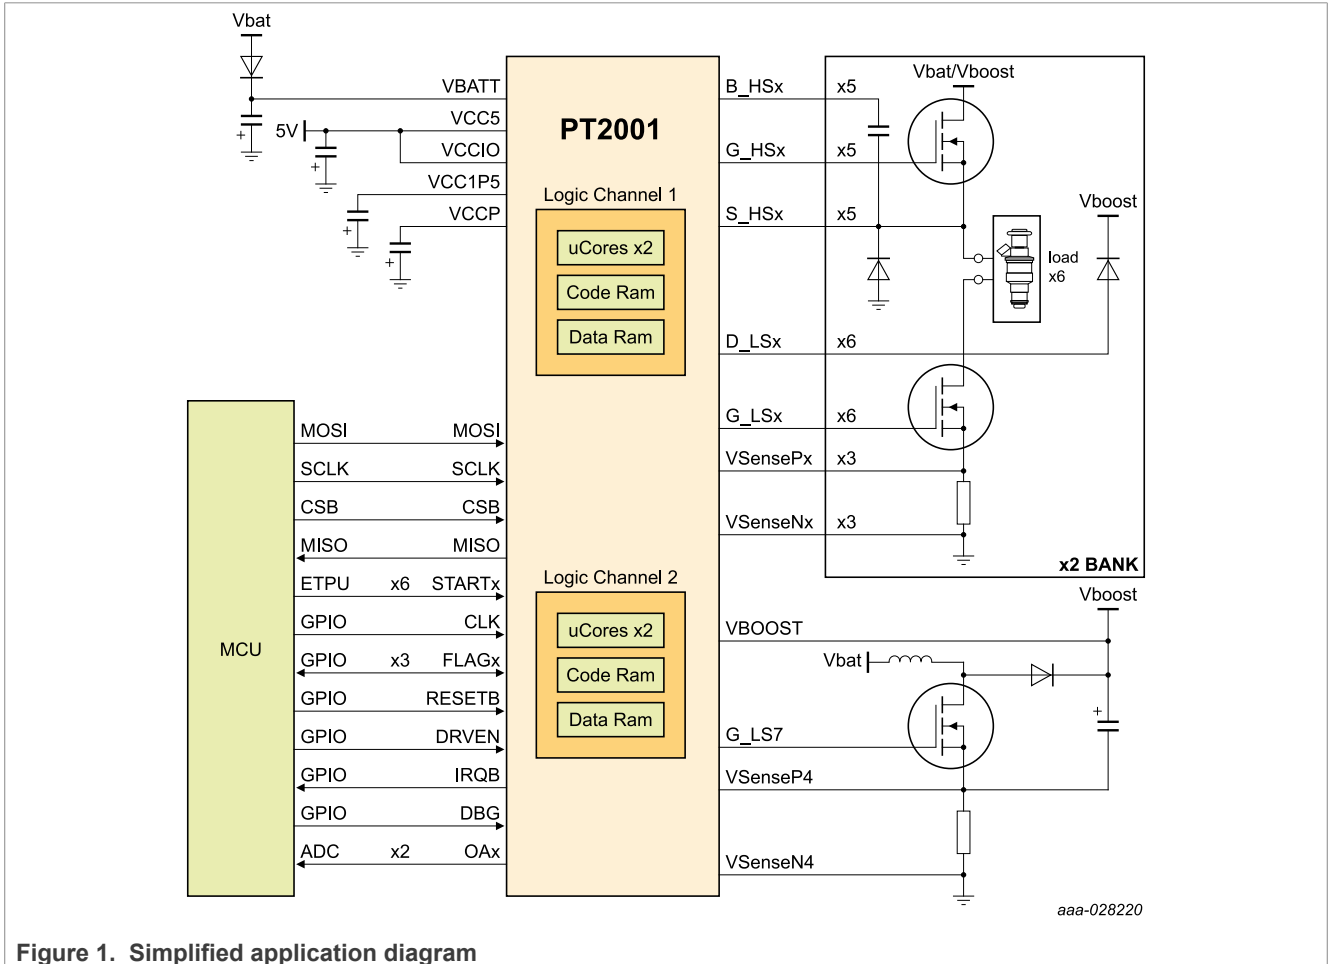 Vbat
VBATT
5V
VCC5
VCCIO
VCC1P5
VCCP
PT2001
Logic Channel 1
uCores x2
Code Ram
Data Ram
B_HSx x5
G_HSx x5
S_HSx x5
Vbat/Vboost
Vboost
load
x6
D_LSx x6
G_LSx x6
VSensePx x3
VSenseNx x3
x2 BANK
MCU
MOSI MOSI
SCLK SCLK
CSB CSB
MISO MISO
ETPU x6 STARTx
GPIO CLK
GPIO x3 FLAGx
GPIO RESETB
GPIO DRVEN
GPIO IRQB
GPIO DBG
ADC x2 OAx
Logic Channel 2
uCores x2
Code Ram
Data Ram
Vboost
VBOOST
Vbat
G_LS7
VSenseP4
VSenseN4
aaa-028220
Figure 1. Simplified application diagram